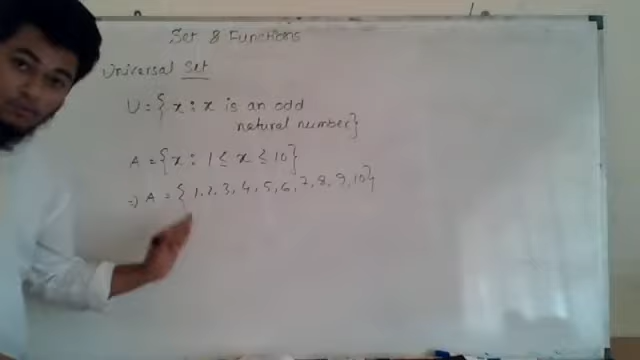 Set & Functions
Universal Set
U = { x : x is an odd
natural number}
A = { x : 1 ≤ x ≤ 10}
⇒ A = { 1, 2, 3, 4, 5, 6, 7, 8, 9, 10}